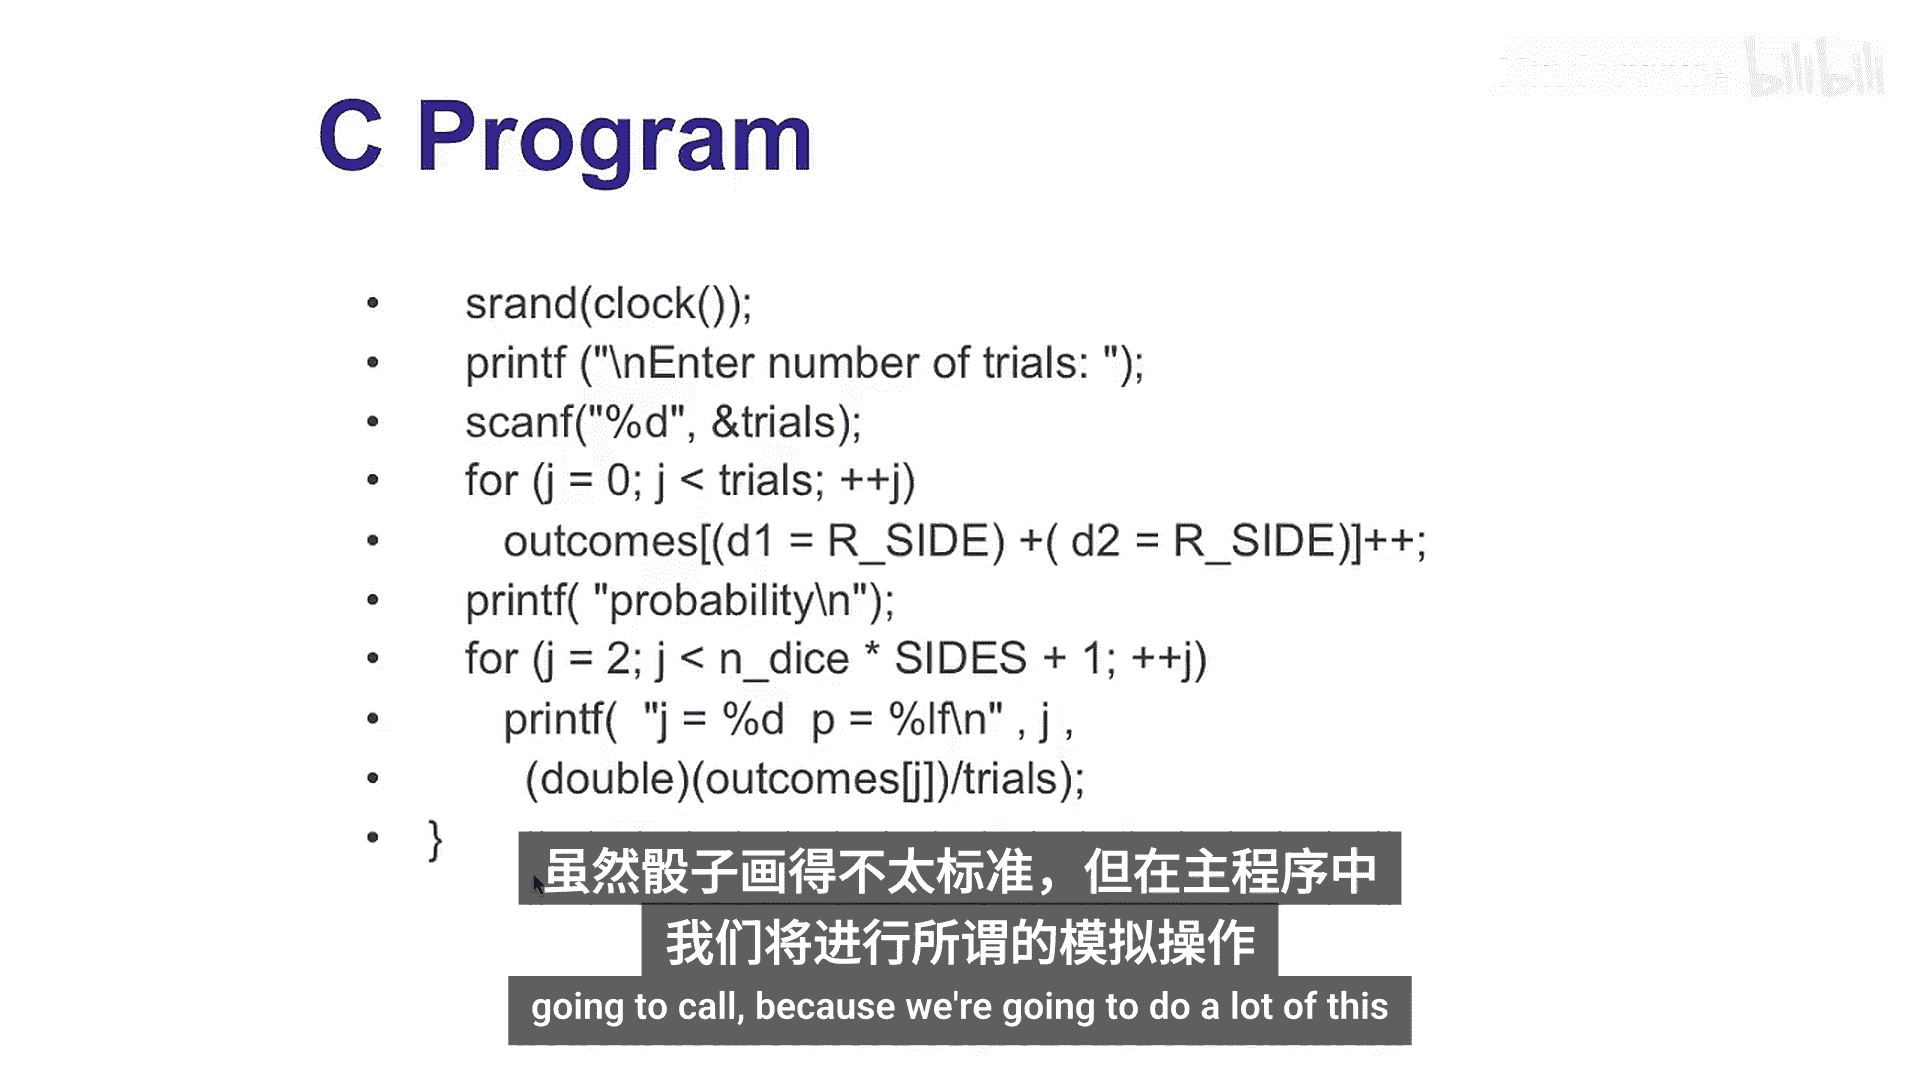 bilibili
C Program
• srand(clock());
• printf ("\nEnter number of trials: ");
• scanf("%d", &trials);
• for (j = 0; j < trials; ++j)
• outcomes[(d1 = R_SIDE) +( d2 = R_SIDE)]++;
• printf( "probability\n");
• for (j = 2; j < n_dice * SIDES + 1; ++j)
• printf(  "j = %d  p = %lf\n" , j ,
• (double)(outcomes[j])/trials);
• }
虽然骰子画得不太标准，但在主程序中
我们将进行所谓的模拟操作
going to call, because we're going to do a lot of this